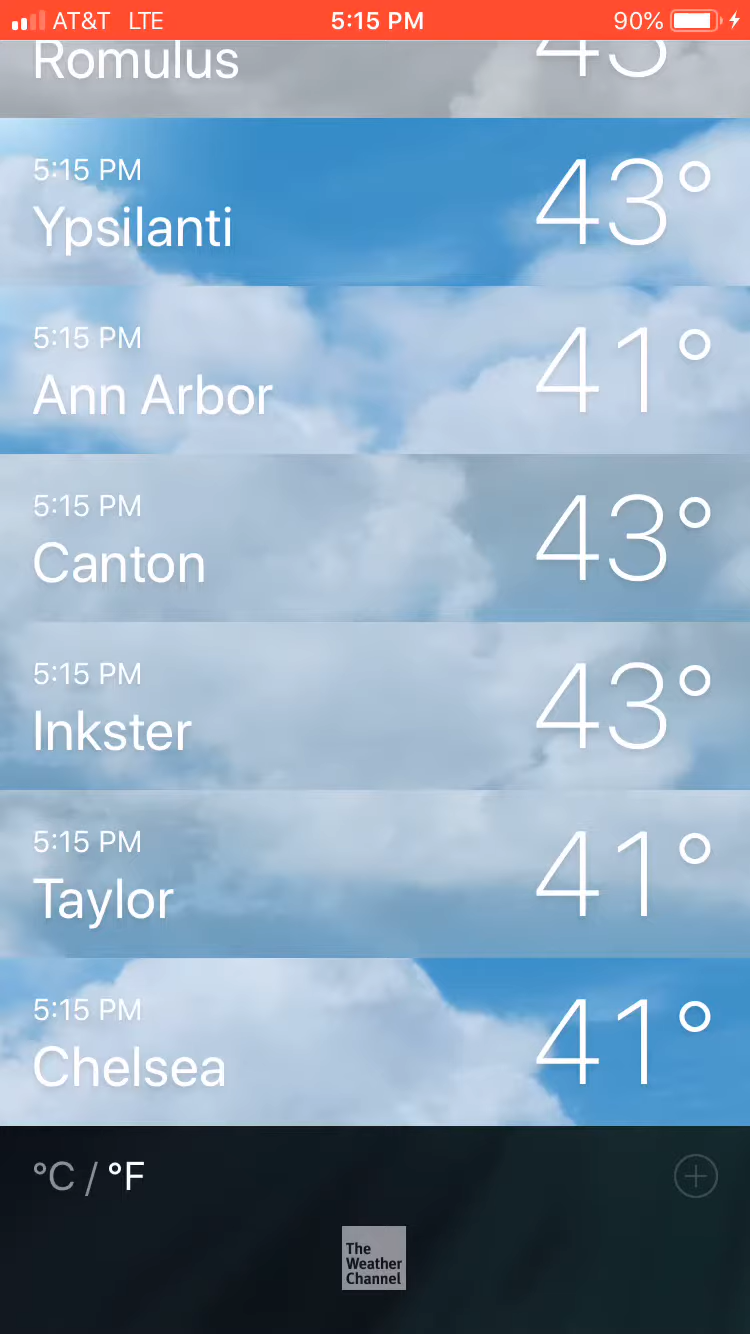 AT&T LTE 5:15 PM 90%
Romulus 43
5:15 PM
Ypsilanti 43°
5:15 PM
Ann Arbor 41°
5:15 PM
Canton 43°
5:15 PM
Inkster 43°
5:15 PM
Taylor 41°
5:15 PM
Chelsea 41°
°C / °F
The
Weather
Channel